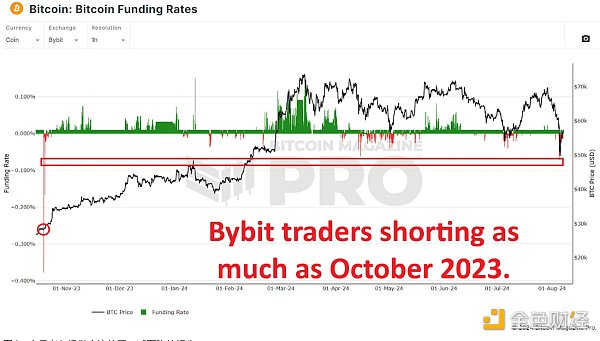 Bitcoin: Bitcoin Funding Rates
Currency Exchange Resolution
Coin Bybit 1h
0.100% $70k
$60k
0.000%
BITCOIN MAGAZINE
$50k
PRO
-0.100%
$40k
Funding Rate
BTC Price (USD)
-0.200%
$30k
-0.300%
$20k
-0.400% $10k
Bybit traders shorting as
much as October 2023.
01-Nov-23 01-Dec-23 01-Jan-24 01-Feb-24 01-Mar-24 01-Apr-24 01-May-24 01-Jun-24 01-Jul-24 01-Aug-24
BTC Price Funding Rate
金色财经
Magazine Pro.